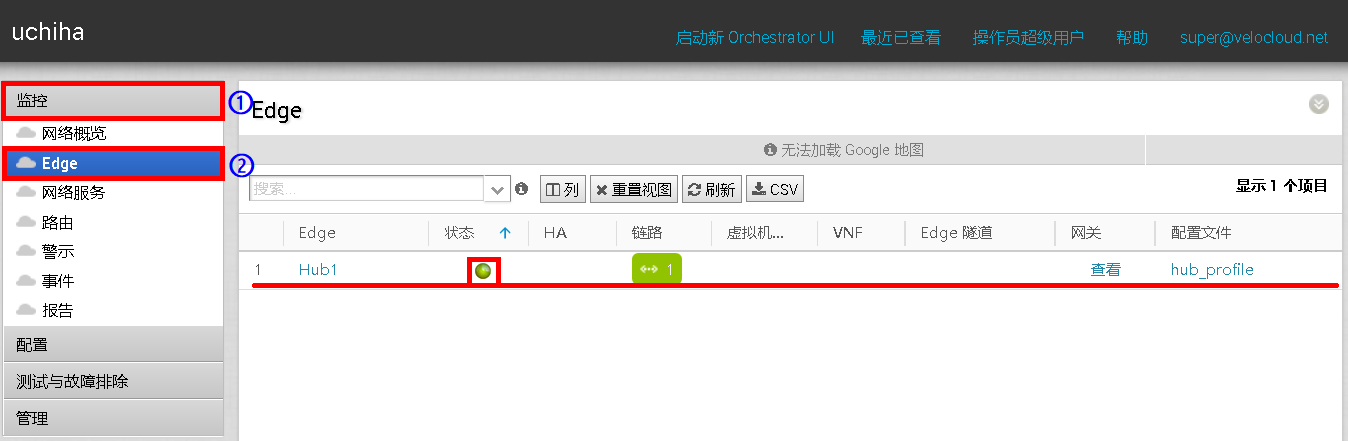 uchiha
启动新 Orchestrator UI 最近已查看 操作员超级用户 帮助 super@velocloud.net
监控
①
网络概览
Edge
②
网络服务
路由
警示
事件
报告
配置
测试与故障排除
管理
Edge
无法加载 Google 地图
搜索... 列 重置视图 刷新 CSV 显示 1 个项目
Edge 状态 HA 链路 虚拟机... VNF Edge 隧道 网关 配置文件
1 Hub1 1 查看 hub_profile